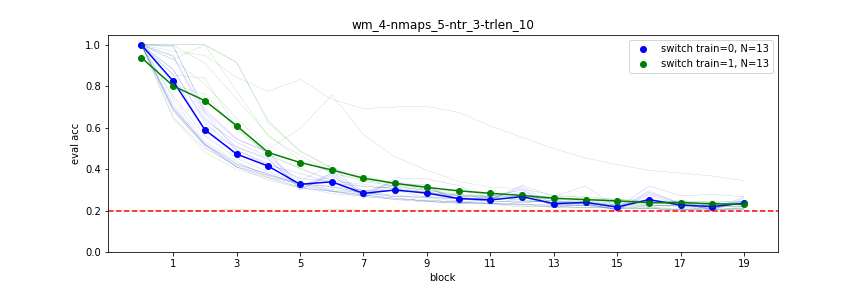 wm_4-nmaps_5-ntr_3-trlen_10
switch train=0, N=13
switch train=1, N=13
eval acc
1.0
0.8
0.6
0.4
0.2
0.0
1 3 5 7 9 11 13 15 17 19
block